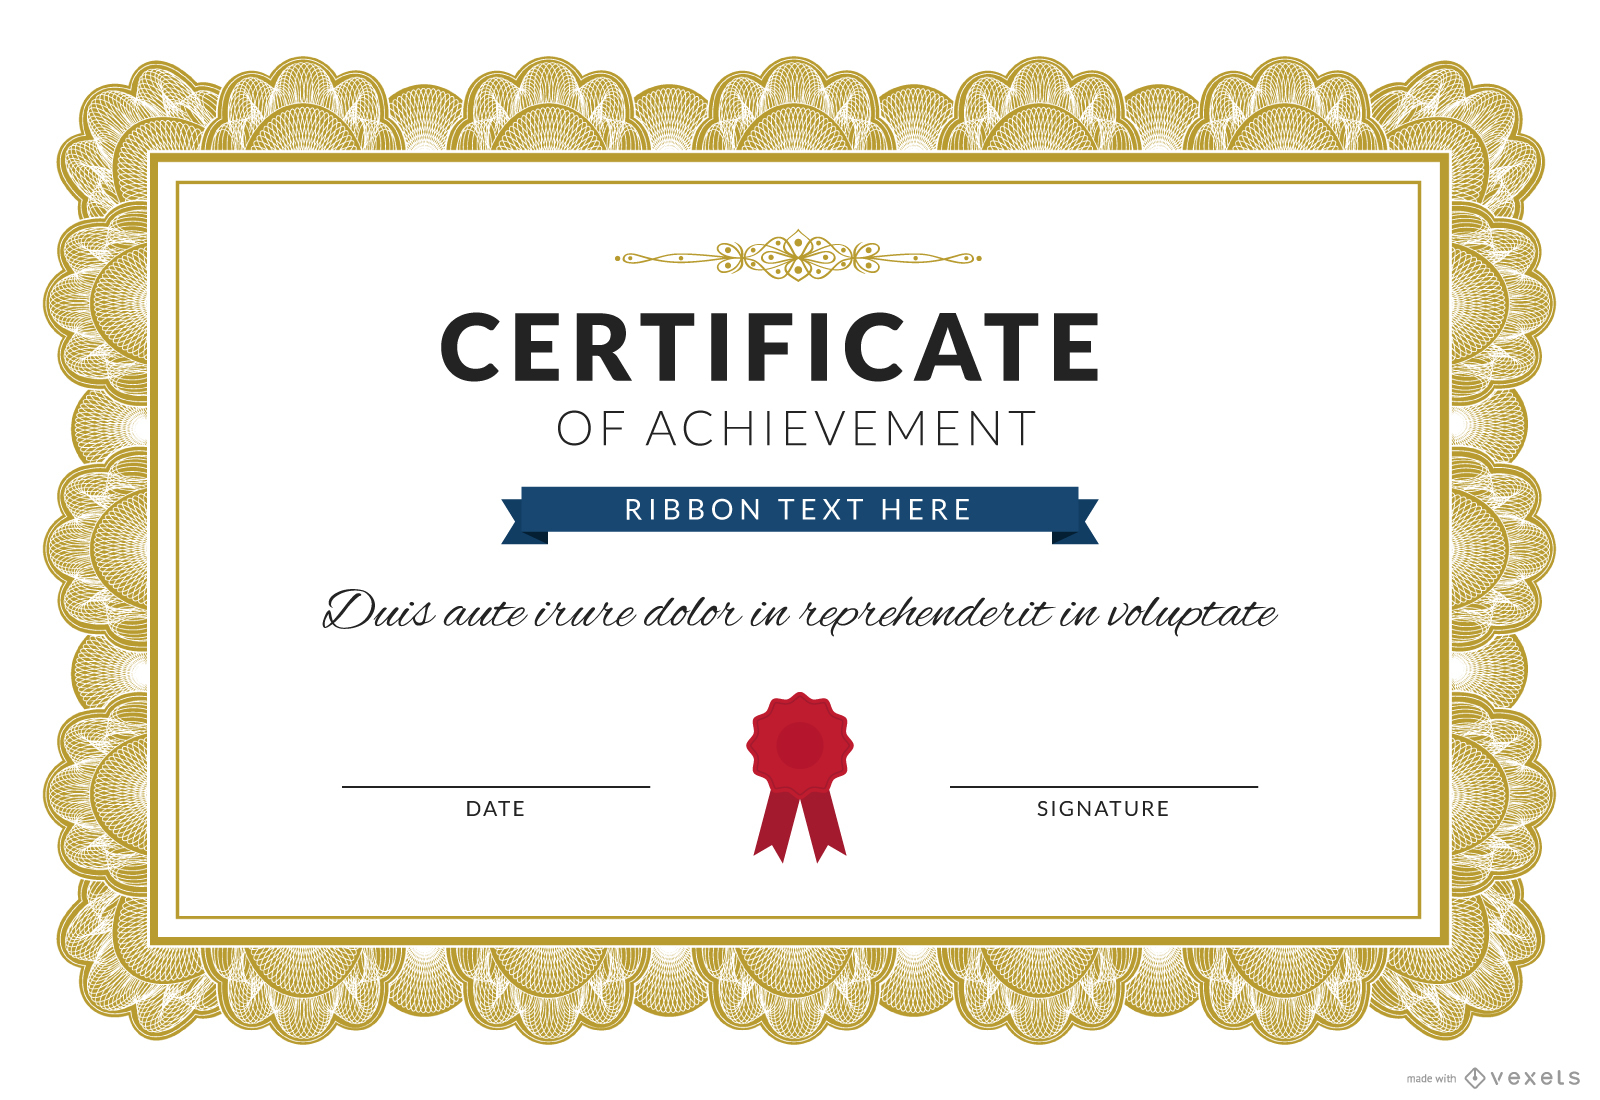 CERTIFICATE
OF ACHIEVEMENT
RIBBON TEXT HERE
Duis aute irure dolor in reprehenderit in voluptate
DATE
SIGNATURE
made with vexels